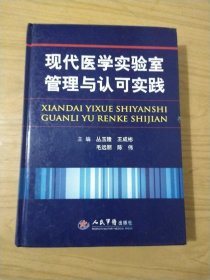 现代医学实验室
管理与认可实践
XIANDAI YIXUE SHIYANSHI
GUANLI YU RENKE SHIJIAN
主 编 丛玉隆 王成彬
毛远丽 陈 伟
人民军医出版社